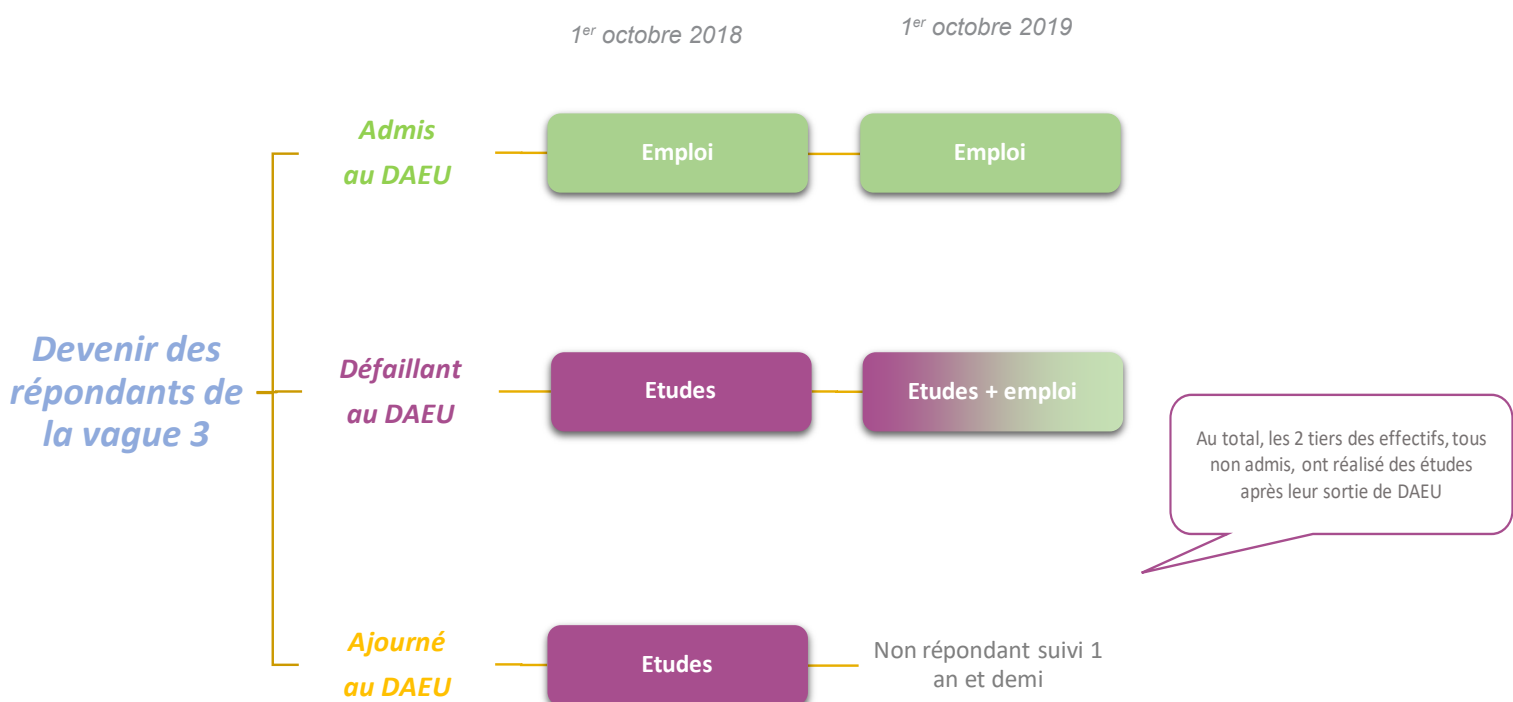 1er octobre 2018
1er octobre 2019
Admis
au DAEU
Emploi
Emploi
Devenir des
répondants de
la vague 3
Défaillant
au DAEU
Etudes
Etudes + emploi
Au total, les 2 tiers des effectifs, tous
non admis, ont réalisé des études
après leur sortie de DAEU
Ajourné
au DAEU
Etudes
Non répondant suivi 1
an et demi